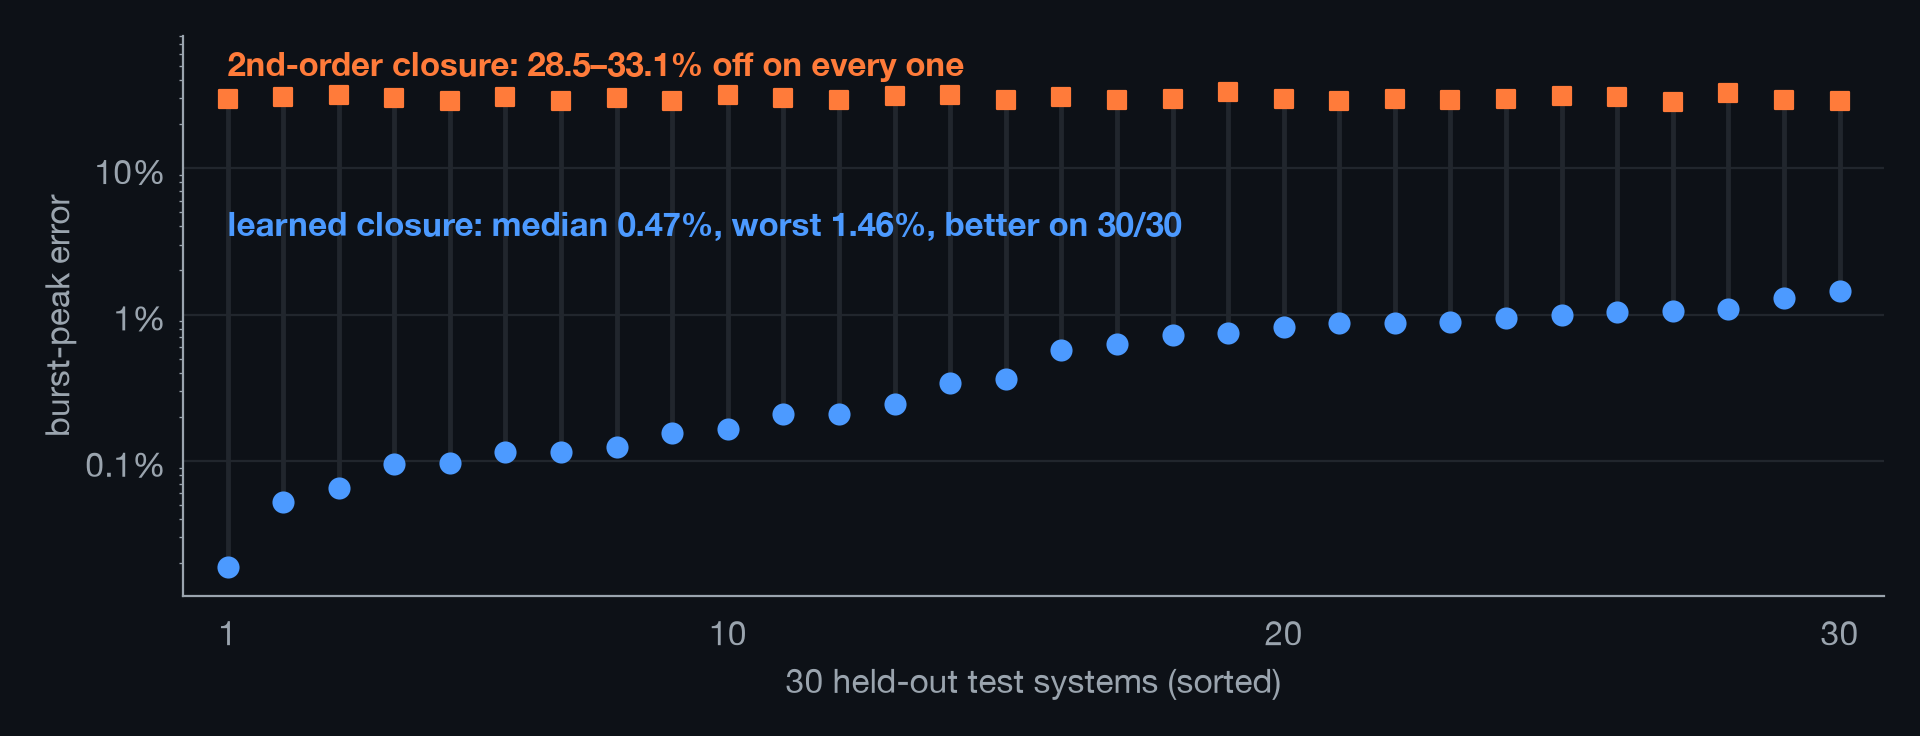 2nd-order closure: 28.5–33.1% off on every one
10%
learned closure: median 0.47%, worst 1.46%, better on 30/30
burst-peak error
1%
0.1%
1 10 20 30
30 held-out test systems (sorted)